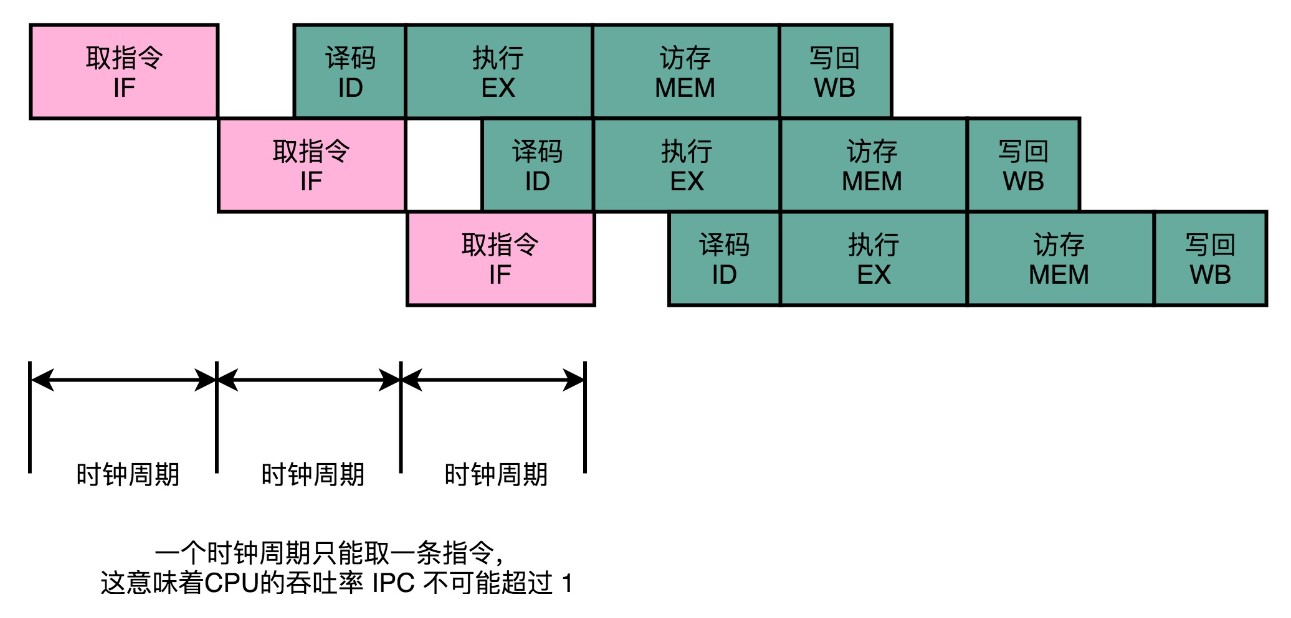 取指令
IF
译码
ID
执行
EX
访存
MEM
写回
WB
取指令
IF
译码
ID
执行
EX
访存
MEM
写回
WB
取指令
IF
译码
ID
执行
EX
访存
MEM
写回
WB
时钟周期
时钟周期
时钟周期
一个时钟周期只能取一条指令，
这意味着CPU的吞吐率 IPC 不可能超过 1